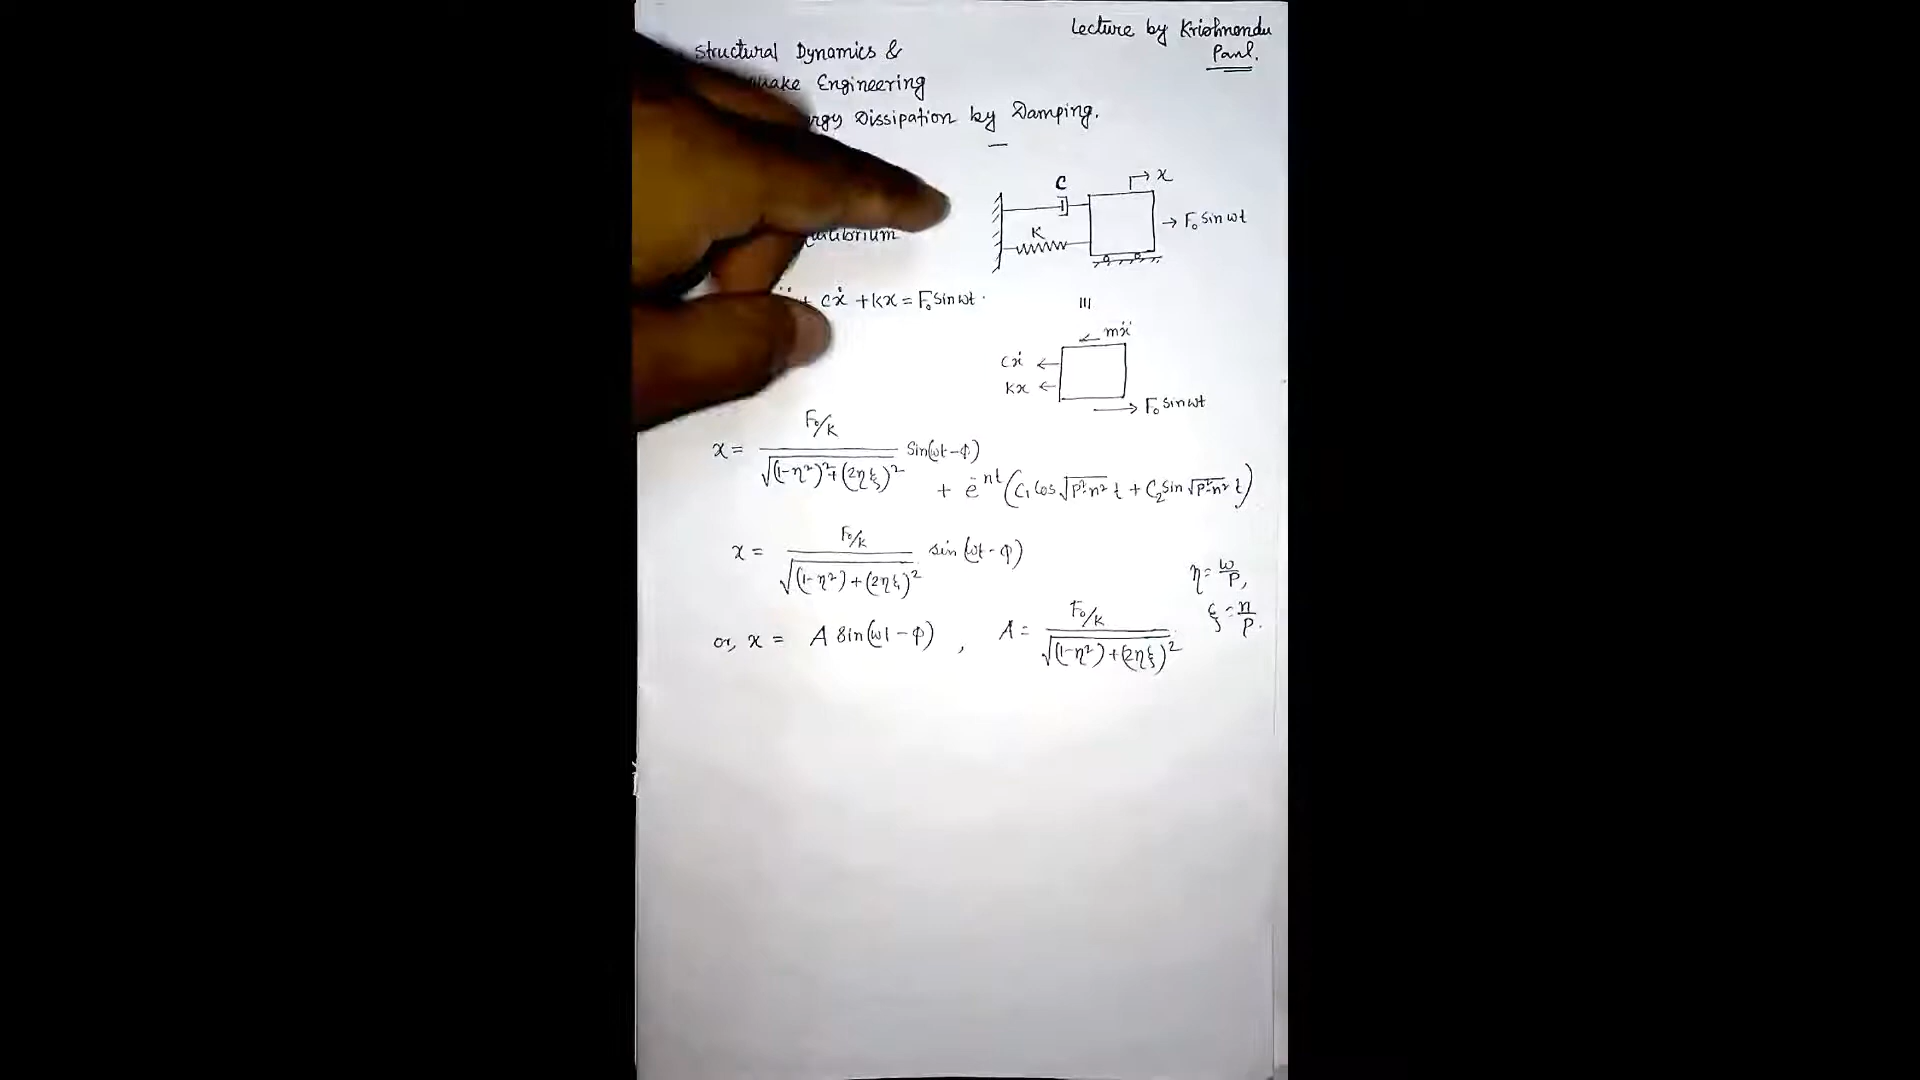 Lecture by Krishnendu
Paul.
Structural Dynamics &
Engineering
Dissipation by Damping.
C
x
K
F₀ Sin ωt
cẋ + kx = F₀ Sin ωt.
|||
mẍ
cẋ
kx
F₀ Sin ωt
x = F₀/K / √((1-η²)²+(2ηξ)²) Sin(ωt-φ)
+ e⁻ⁿᵗ (C₁ Cos √(p²-n²) t + C₂ Sin √(p²-n²) t)
x = F₀/K / √((1-η²)+(2ηξ)²) sin (ωt-φ)
η = ω/p,
ξ = n/p.
or, x = A Sin(ωt-φ) , A = F₀/K / √((1-η²)+(2ηξ)²)